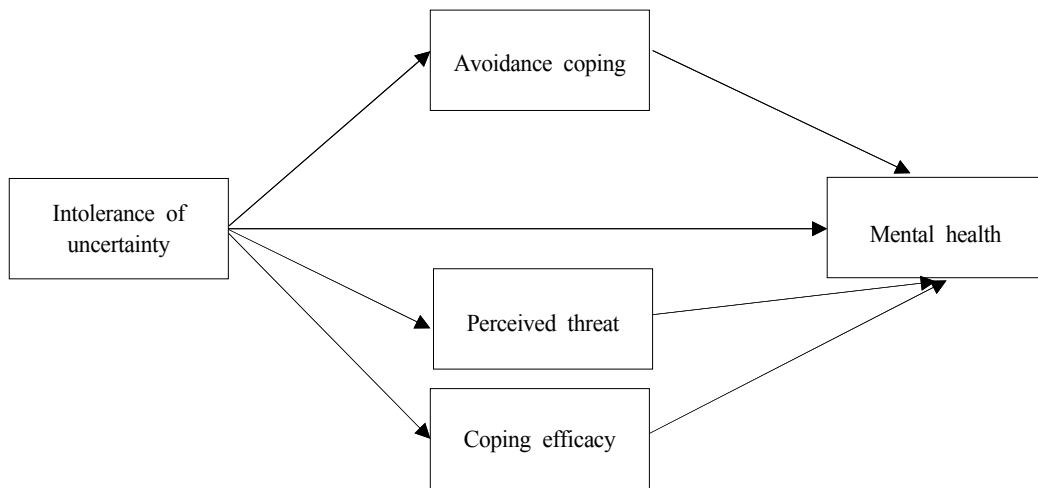 Avoidance coping
Intolerance of
uncertainty
Mental health
Perceived threat
Coping efficacy